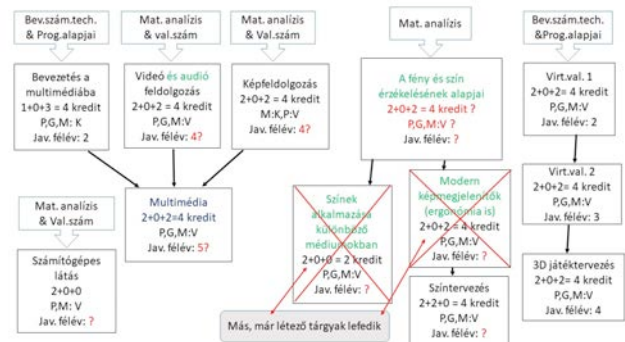 Bev.szám.tech.
& Prog.alapjai
Mat. analízis
& val.szám
Mat. analízis
& Val.szám
Mat. analízis
Bev.szám.tech.
&Prog.alapjai
Bevezetés a
multimédiába
1+0+3 = 4 kredit
P,G,M: K
Jav. félév: 2
Videó és audió
feldolgozás
2+0+2 = 4 kredit
P,G,M:V
Jav. félév: 4?
Képfeldolgozás
2+0+2 = 4 kredit
M:K,P:V
Jav. félév: 4?
A fény és szín
érzékelésének alapjai
2+0+2 = 4 kredit ?
P,G,M:V ?
Jav. félév: ?
Virt.val. 1
2+0+2= 4 kredit
P,G,M:V
Jav. félév: 2
Mat. analízis
& Val.szám
Multimédia
2+0+2=4 kredit
P,G,M:V
Jav. félév: 5?
Színek
alkalmazása
különböző
médiumokban
2+0+0 = 2 kredit
P,G,M:V
Jav. félév: ?
Modern
képmegjelenítők
(ergonómia is)
2+0+2 = 4 kredit
P,G,M:V
Jav. félév: ?
Virt.val. 2
2+0+2= 4 kredit
P,G,M:V
Jav. félév: 3
Számítógépes
látás
2+0+0
P,M: V
Jav. félév: ?
Más, már létező tárgyak lefedik
Színtervezés
2+2+0 = 4 kredit
P,G,M:V
Jav. félév: ?
3D játéktervezés
2+0+2= 4 kredit
P,G,M:V
Jav. félév: 4